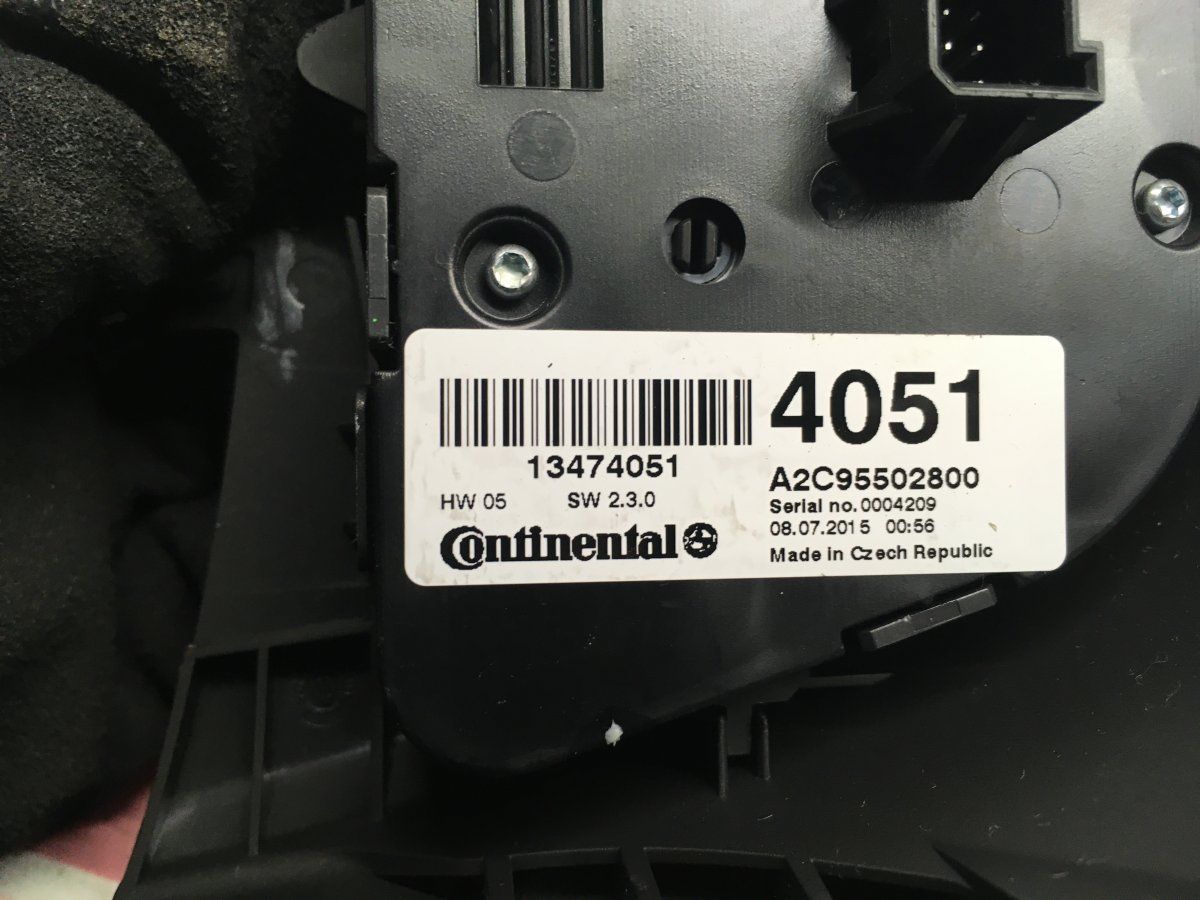 4051
13474051
A2C95502800
HW 05 SW 2.3.0
Serial no. 0004209
08.07.2015 00:56
Continental
Made in Czech Republic